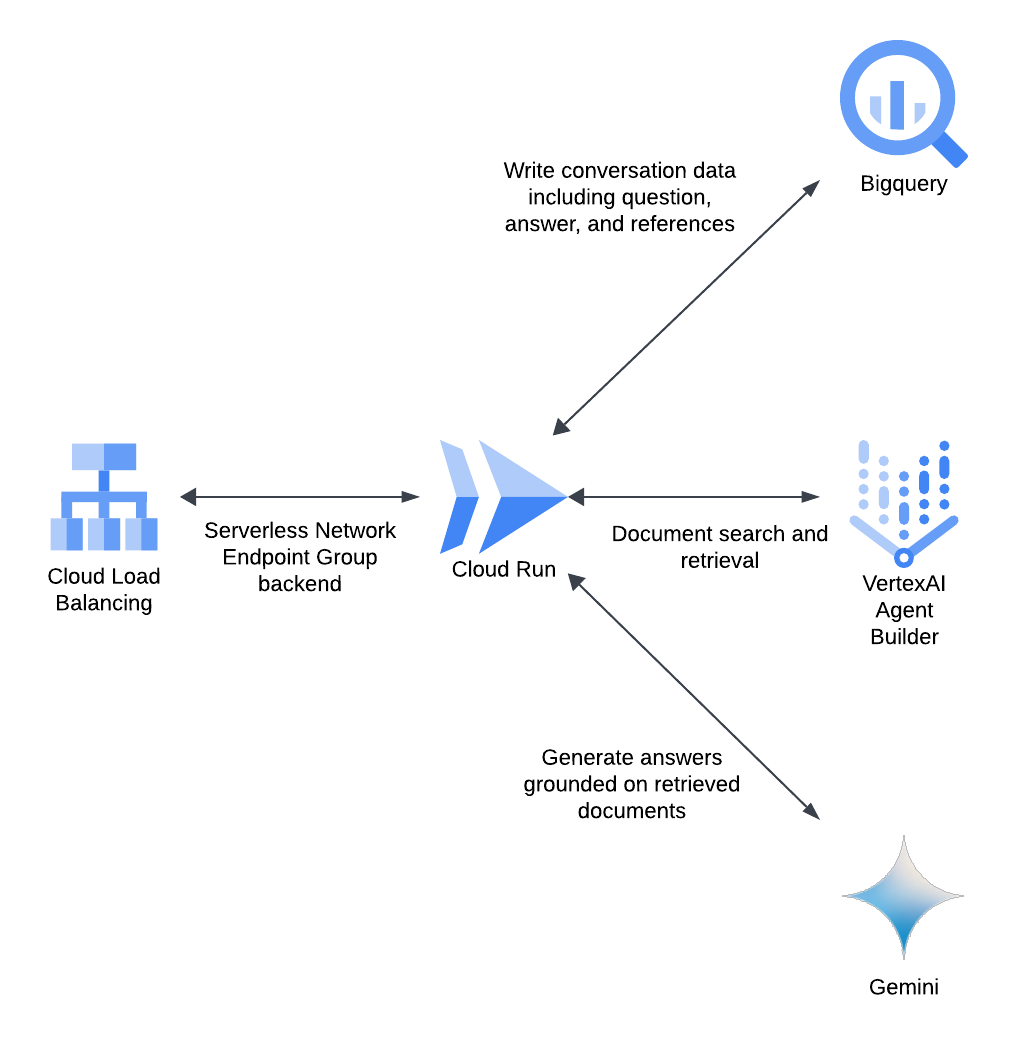 Write conversation data
including question,
answer, and references
Bigquery
Cloud Load
Balancing
Serverless Network
Endpoint Group
backend
Cloud Run
Document search and
retrieval
VertexAI
Agent
Builder
Generate answers
grounded on retrieved
documents
Gemini